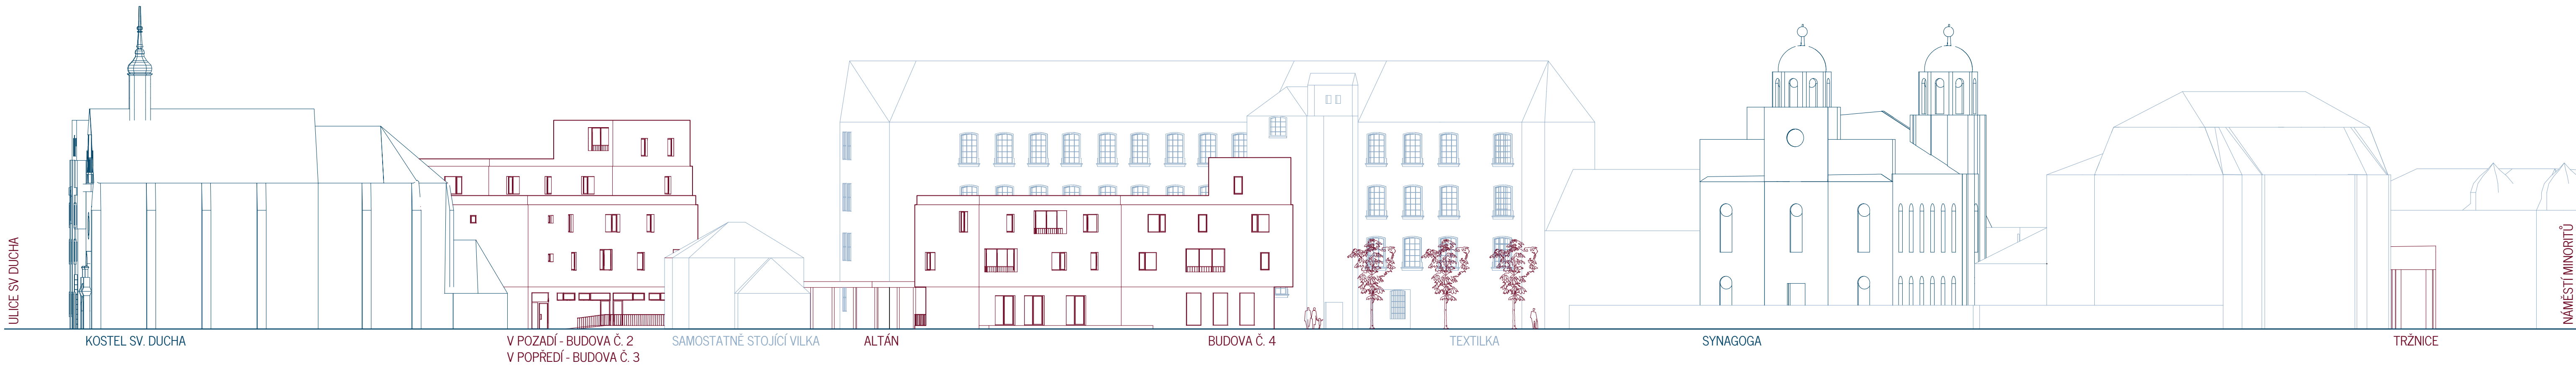 ULICE SV DUCHA
KOSTEL SV. DUCHA
V POZADÍ - BUDOVA Č. 2
V POPŘEDÍ - BUDOVA Č. 3
SAMOSTATNĚ STOJÍCÍ VILKA
ALTÁN
BUDOVA Č. 4
TEXTILKA
SYNAGOGA
TRŽNICE
NÁMĚSTÍ MINORITŮ